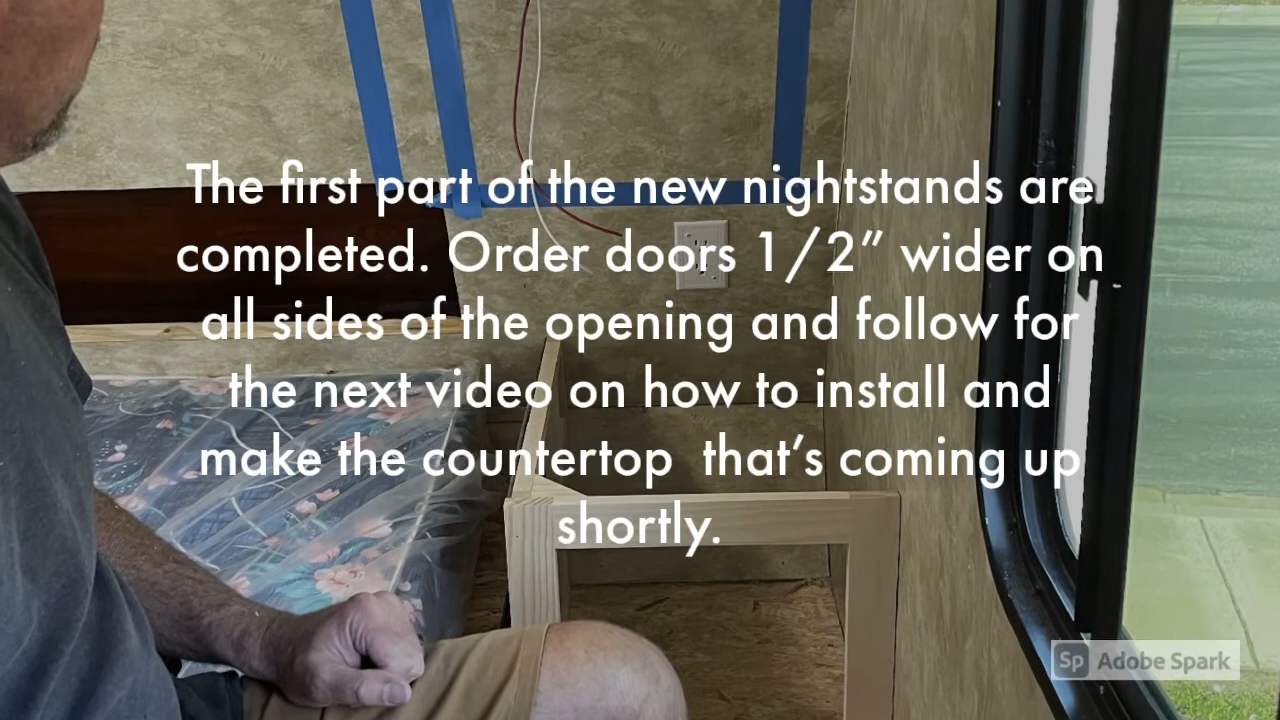 The first part of the new nightstands are
completed. Order doors 1/2” wider on
all sides of the opening and follow for
the next video on how to install and
make the countertop  that’s coming up
shortly.
Sp Adobe Spark